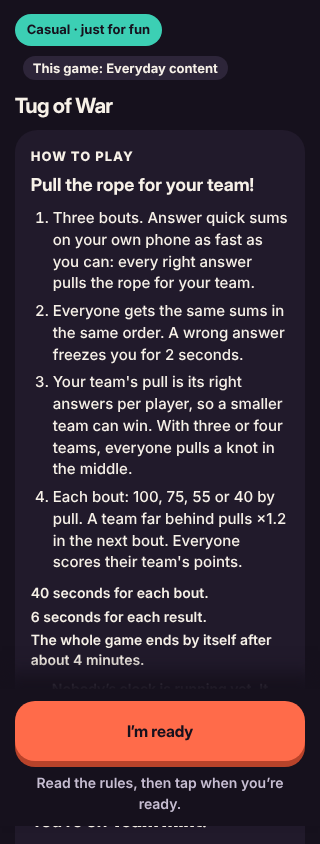 Casual · just for fun
This game: Everyday content
Tug of War
HOW TO PLAY
Pull the rope for your team!
1. Three bouts. Answer quick sums
on your own phone as fast as
you can: every right answer
pulls the rope for your team.
2. Everyone gets the same sums in
the same order. A wrong answer
freezes you for 2 seconds.
3. Your team's pull is its right
answers per player, so a smaller
team can win. With three or four
teams, everyone pulls a knot in
the middle.
4. Each bout: 100, 75, 55 or 40 by
pull. A team far behind pulls ×1.2
in the next bout. Everyone
scores their team's points.
40 seconds for each bout.
6 seconds for each result.
The whole game ends by itself after
about 4 minutes.
I'm ready
Read the rules, then tap when you're
ready.